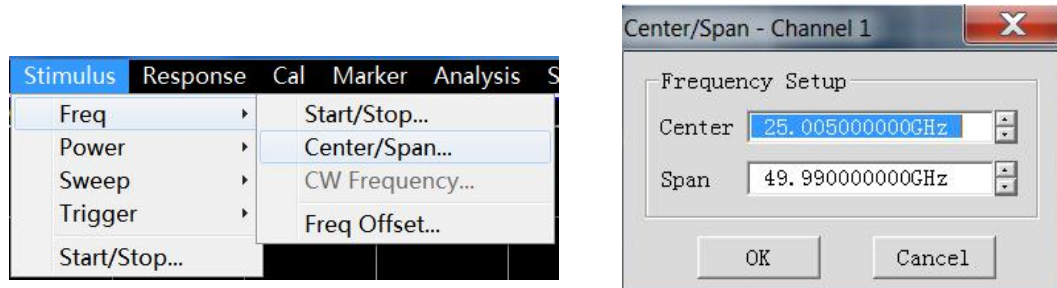 Stimulus Response Cal Marker Analysis S
Freq
Power
Sweep
Trigger
Start/Stop...
Start/Stop...
Center/Span...
CW Frequency...
Freq Offset...
Center/Span - Channel 1
Frequency Setup
Center 25.005000000GHz
Span 49.990000000GHz
OK Cancel